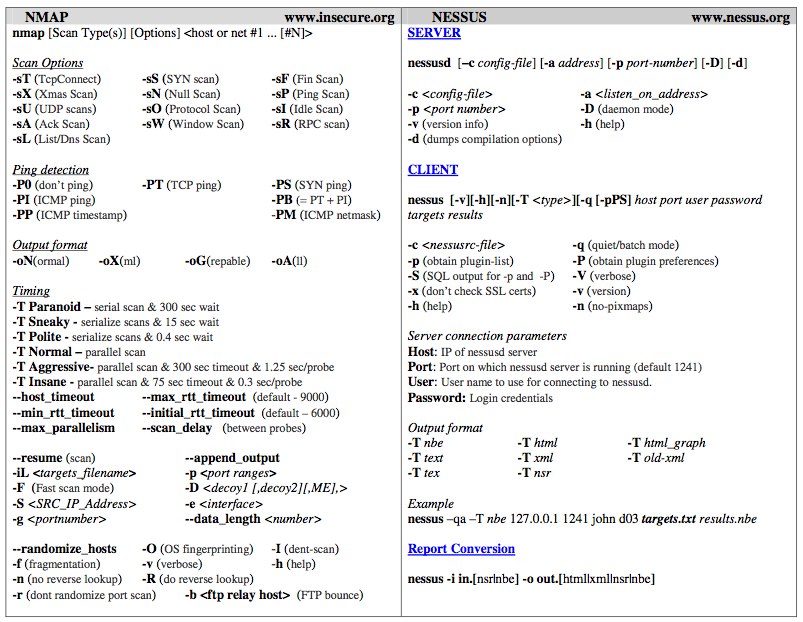 NMAP www.insecure.org
nmap [Scan Type(s)] [Options] <host or net #1 ... [#N]>
Scan Options
-sT (TcpConnect) -sS (SYN scan) -sF (Fin Scan)
-sX (Xmas Scan) -sN (Null Scan) -sP (Ping Scan)
-sU (UDP scans) -sO (Protocol Scan) -sI (Idle Scan)
-sA (Ack Scan) -sW (Window Scan) -sR (RPC scan)
-sL (List/Dns Scan)
Ping detection
-P0 (don't ping) -PT (TCP ping) -PS (SYN ping)
-PI (ICMP ping) -PB (= PT + PI)
-PP (ICMP timestamp) -PM (ICMP netmask)
Output format
-oN(ormal) -oX(ml) -oG(repable) -oA(ll)
Timing
-T Paranoid – serial scan & 300 sec wait
-T Sneaky - serialize scans & 15 sec wait
-T Polite - serialize scans & 0.4 sec wait
-T Normal – parallel scan
-T Aggressive- parallel scan & 300 sec timeout & 1.25 sec/probe
-T Insane - parallel scan & 75 sec timeout & 0.3 sec/probe
--host_timeout --max_rtt_timeout (default - 9000)
--min_rtt_timeout --initial_rtt_timeout (default – 6000)
--max_parallelism --scan_delay (between probes)
--resume (scan) --append_output
-iL <targets_filename> -p <port ranges>
-F (Fast scan mode) -D <decoy1 [,decoy2][,ME],>
-S <SRC_IP_Address> -e <interface>
-g <portnumber> --data_length <number>
--randomize_hosts -O (OS fingerprinting) -I (dent-scan)
-f (fragmentation) -v (verbose) -h (help)
-n (no reverse lookup) -R (do reverse lookup)
-r (dont randomize port scan) -b <ftp relay host> (FTP bounce)
NESSUS www.nessus.org
SERVER
nessusd [–c config-file] [-a address] [-p port-number] [-D] [-d]
-c <config-file> -a <listen_on_address>
-p <port number> -D (daemon mode)
-v (version info) -h (help)
-d (dumps compilation options)
CLIENT
nessus [-v][-h][-n][-T <type>][-q [-pPS] host port user password
targets results
-c <nessusrc-file> -q (quiet/batch mode)
-p (obtain plugin-list) -P (obtain plugin preferences)
-S (SQL output for -p and -P) -V (verbose)
-x (don't check SSL certs) -v (version)
-h (help) -n (no-pixmaps)
Server connection parameters
Host: IP of nessusd server
Port: Port on which nessusd server is running (default 1241)
User: User name to use for connecting to nessusd.
Password: Login credentials
Output format
-T nbe -T html -T html_graph
-T text -T xml -T old-xml
-T tex -T nsr
Example
nessus –qa –T nbe 127.0.0.1 1241 john d03 targets.txt results.nbe
Report Conversion
nessus -i in.[nsr|nbe] -o out.[html|xml|nsr|nbe]